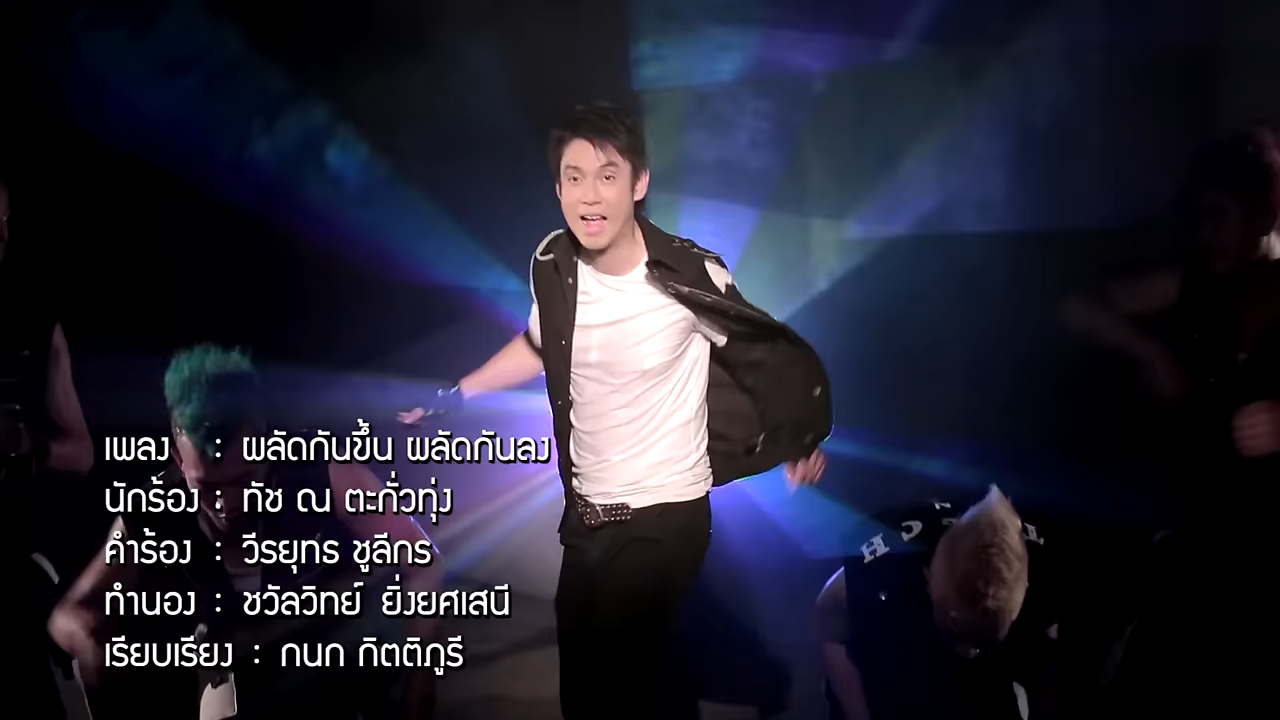 เพลง : ผลัดกันขึ้น ผลัดกันลง
นักร้อง : ทัช ณ ตะกั่วทุ่ง
คำร้อง : วีรยุทธ ชูลีกร
ทำนอง : ชวัลวิทย์ ยิ่งยศเสนี
เรียบเรียง : กนก กิตติภูรี